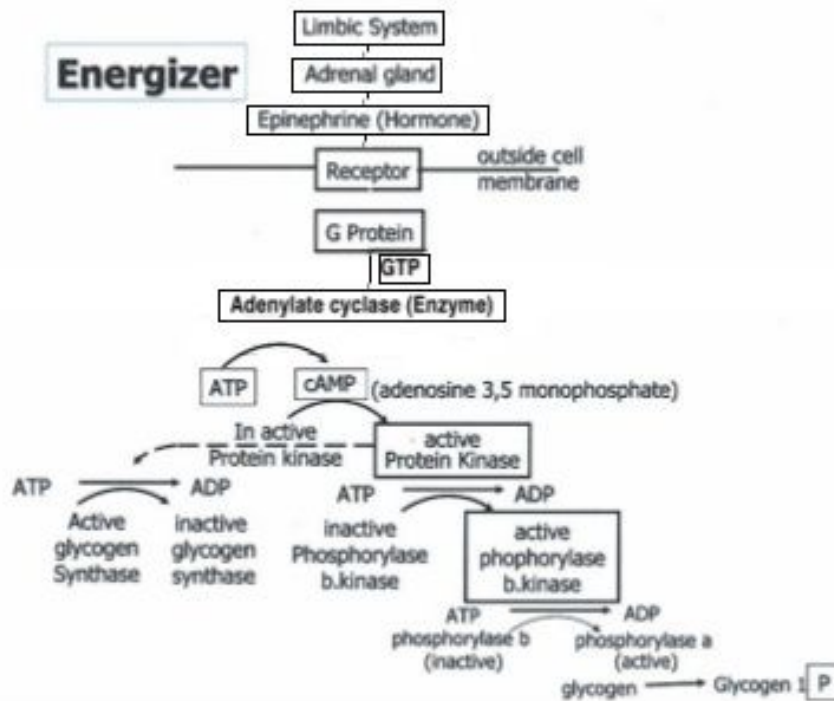 Energizer
Limbic System
Adrenal gland
Epinephrine (Hormone)
Receptor
outside cell
membrane
G Protein
GTP
Adenylate cyclase (Enzyme)
ATP
cAMP
(adenosine 3,5 monophosphate)
In active
Protein kinase
active
Protein Kinase
ATP
ADP
Active
glycogen
Synthase
inactive
glycogen
synthase
ATP
ADP
inactive
Phosphorylase
b.kinase
active
phophorylase
b.kinase
ATP
ADP
phosphorylase b
(inactive)
phosphorylase a
(active)
glycogen
Glycogen 1 P